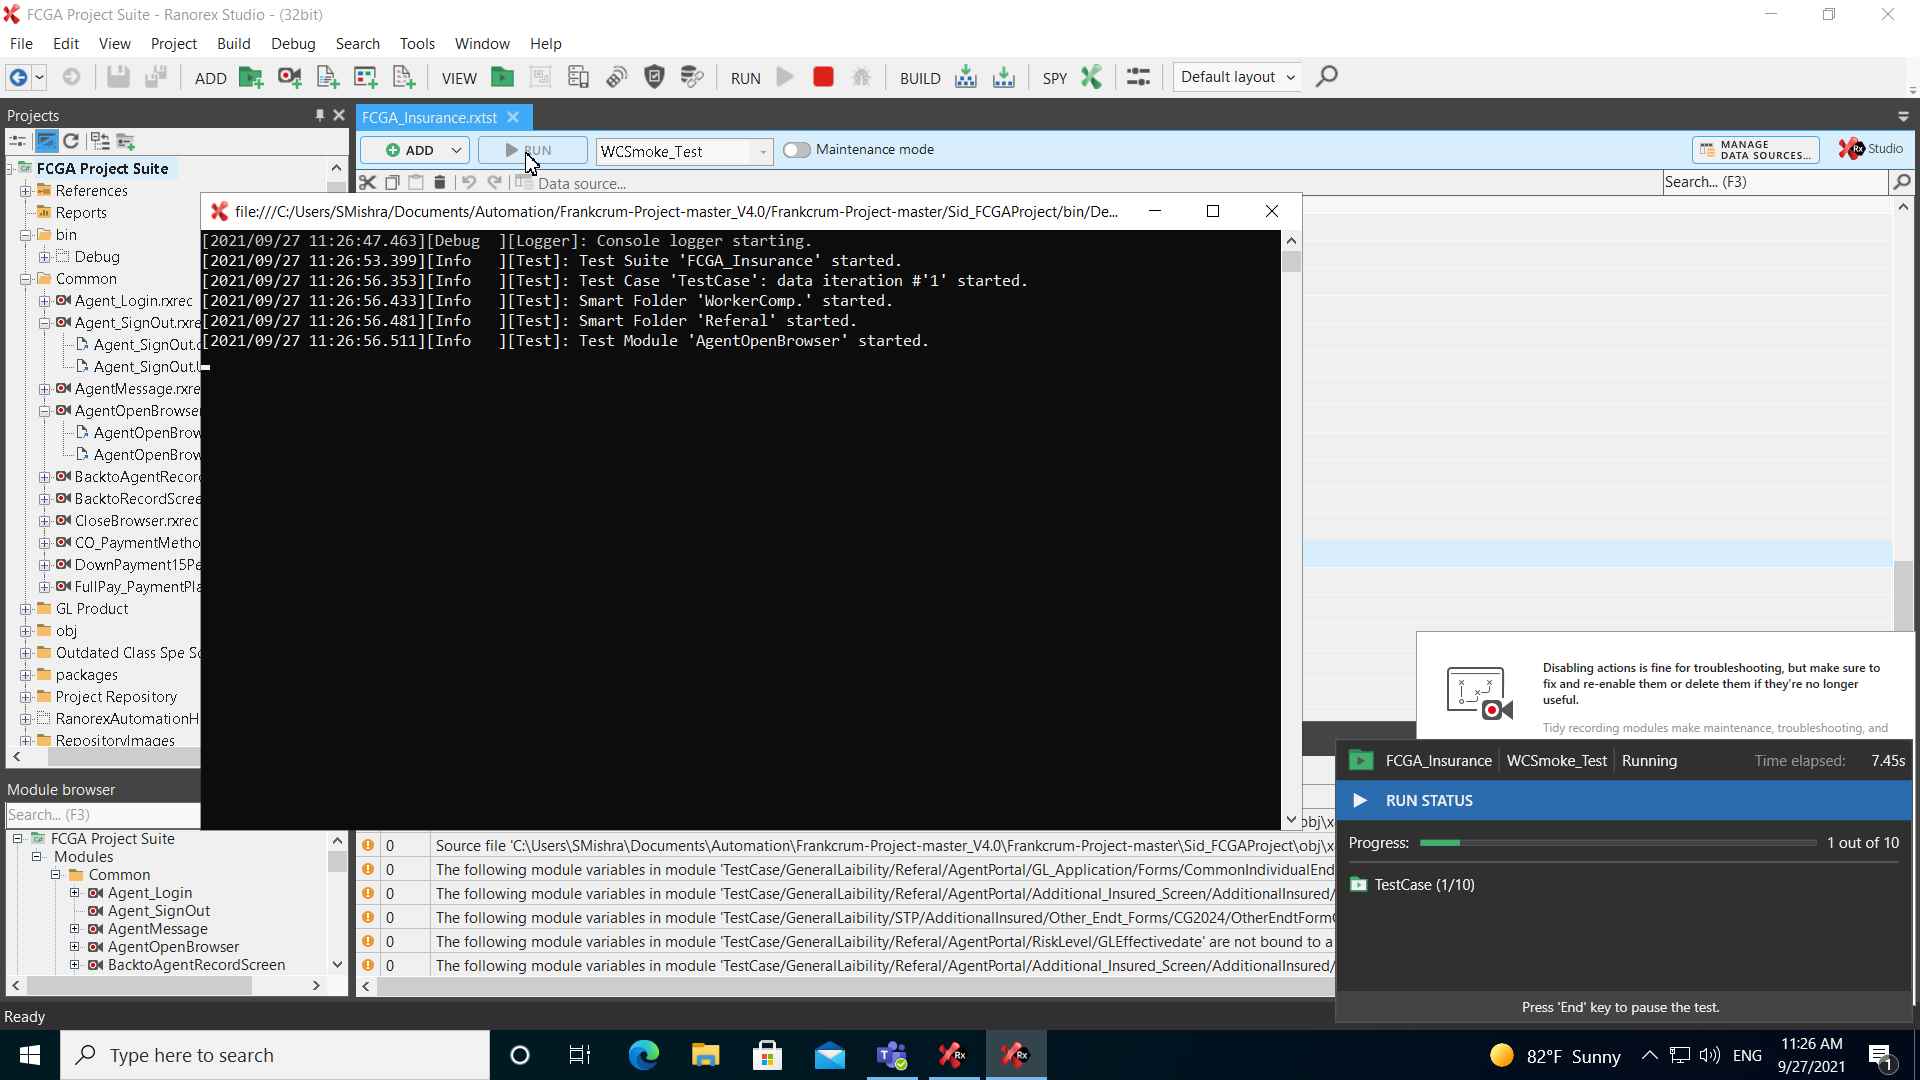 FCGA Project Suite - Ranorex Studio - (32bit)
File Edit View Project Build Debug Search Tools Window Help
ADD VIEW RUN BUILD SPY Default layout
Projects
FCGA Project Suite
References
Reports
bin
Debug
Common
Agent_Login.rxrec
Agent_SignOut.rxre
Agent_SignOut.
Agent_SignOut.
AgentMessage.rxre
AgentOpenBrowse
AgentOpenBrow
AgentOpenBrow
BacktoAgentRecor
BacktoRecordScree
CloseBrowser.rxrec
CO_PaymentMetho
DownPayment15Pe
FullPay_PaymentPla
GL Product
obj
Outdated Class Spe Sc
packages
Project Repository
RanorexAutomationH
RepositoryImages
Module browser
Search... (F3)
FCGA Project Suite
Modules
Common
Agent_Login
Agent_SignOut
AgentMessage
AgentOpenBrowser
BacktoAgentRecordScreen
FCGA_Insurance.rxtst
ADD RUN WCSmoke_Test Maintenance mode
MANAGE
DATA SOURCES...
Rx Studio
Data source...
Search... (F3)
file:///C:/Users/SMishra/Documents/Automation/Frankcrum-Project-master_V4.0/Frankcrum-Project-master/Sid_FCGAProject/bin/De...
[2021/09/27 11:26:47.463][Debug  ][Logger]: Console logger starting.
[2021/09/27 11:26:53.399][Info   ][Test]: Test Suite 'FCGA_Insurance' started.
[2021/09/27 11:26:56.353][Info   ][Test]: Test Case 'TestCase': data iteration #'1' started.
[2021/09/27 11:26:56.433][Info   ][Test]: Smart Folder 'WorkerComp.' started.
[2021/09/27 11:26:56.481][Info   ][Test]: Smart Folder 'Referal' started.
[2021/09/27 11:26:56.511][Info   ][Test]: Test Module 'AgentOpenBrowser' started.
Disabling actions is fine for troubleshooting, but make sure to
fix and re-enable them or delete them if they're no longer
useful.
Tidy recording modules make maintenance, troubleshooting, and
FCGA_Insurance WCSmoke_Test Running Time elapsed: 7.45s
RUN STATUS
Progress: 1 out of 10
TestCase (1/10)
Press 'End' key to pause the test.
obj\x
0 Source file 'C:\Users\SMishra\Documents\Automation\Frankcrum-Project-master_V4.0\Frankcrum-Project-master\Sid_FCGAProject\obj\x
0 The following module variables in module 'TestCase/GeneralLaibility/Referal/AgentPortal/GL_Application/Forms/CommonIndividualEnd
0 The following module variables in module 'TestCase/GeneralLaibility/Referal/AgentPortal/Additional_Insured_Screen/AdditionalInsured/
0 The following module variables in module 'TestCase/GeneralLaibility/STP/AdditionalInsured/Other_Endt_Forms/CG2024/OtherEndtForm
0 The following module variables in module 'TestCase/GeneralLaibility/Referal/AgentPortal/RiskLevel/GLEffectivedate' are not bound to a
0 The following module variables in module 'TestCase/GeneralLaibility/Referal/AgentPortal/Additional_Insured_Screen/AdditionalInsured/
Ready
Type here to search
82°F Sunny
ENG
11:26 AM
9/27/2021
1